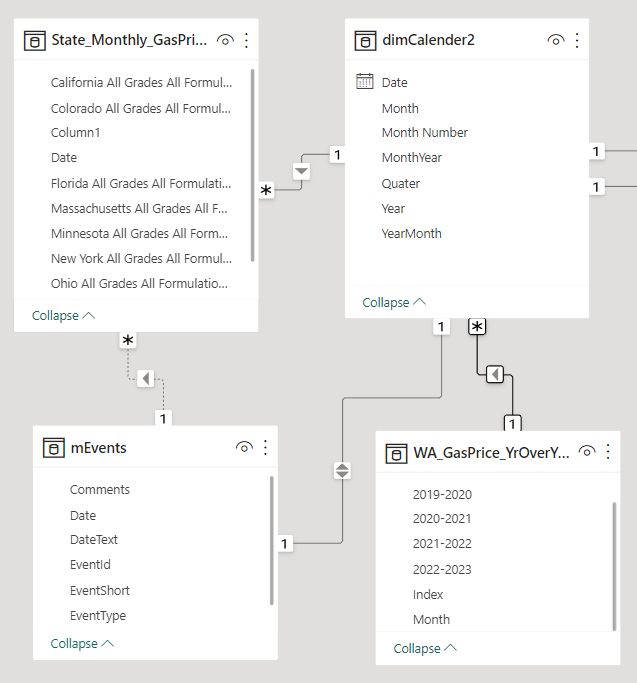 State_Monthly_GasPri...
California All Grades All Formul...
Colorado All Grades All Formul...
Column1
Date
Florida All Grades All Formulati...
Massachusetts All Grades All F...
Minnesota All Grades All Form...
New York All Grades All Formul...
Ohio All Grades All Formulatio...
Collapse
dimCalender2
Date
Month
Month Number
MonthYear
Quater
Year
YearMonth
Collapse
1
*
1
1
*
1
1
*
1
1
mEvents
Comments
Date
DateText
EventId
EventShort
EventType
Collapse
WA_GasPrice_YrOverY...
2019-2020
2020-2021
2021-2022
2022-2023
Index
Month
Collapse